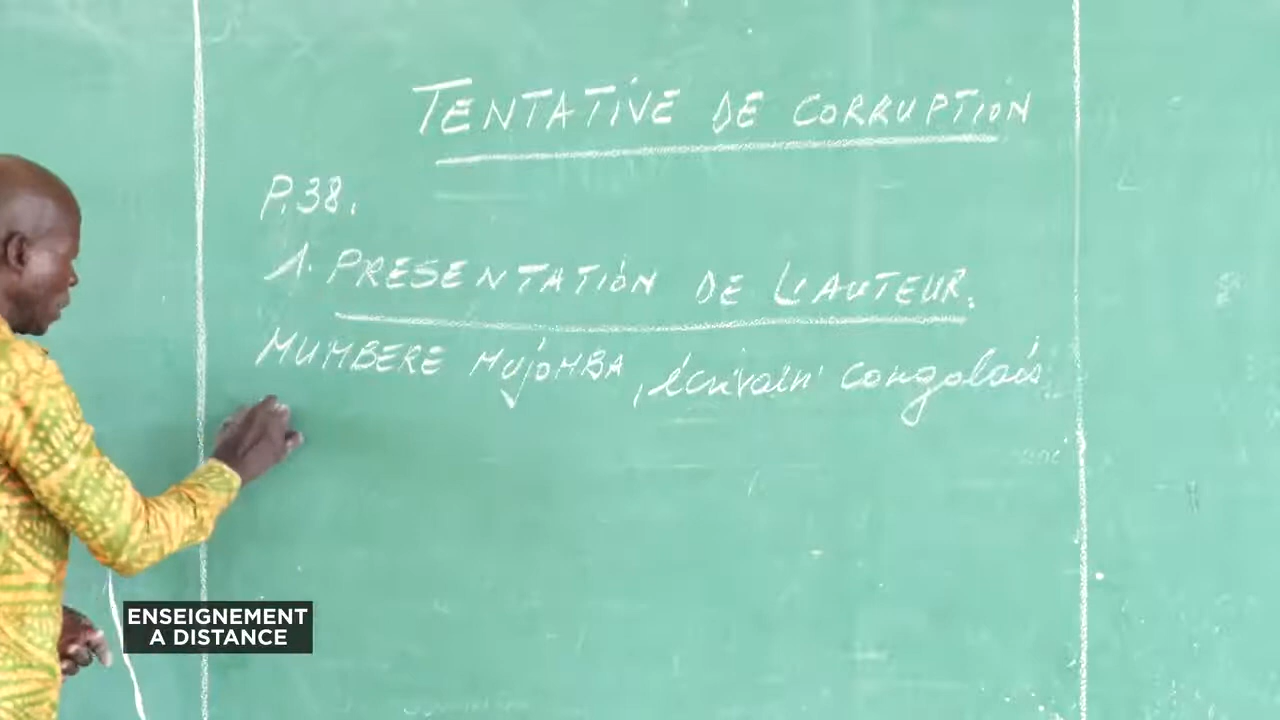 TENTATIVE DE CORRUPTION
P.38.
1. PRESENTATION DE L'AUTEUR.
MUMBERE MUJOMBA, écrivain congolais
ENSEIGNEMENT
A DISTANCE